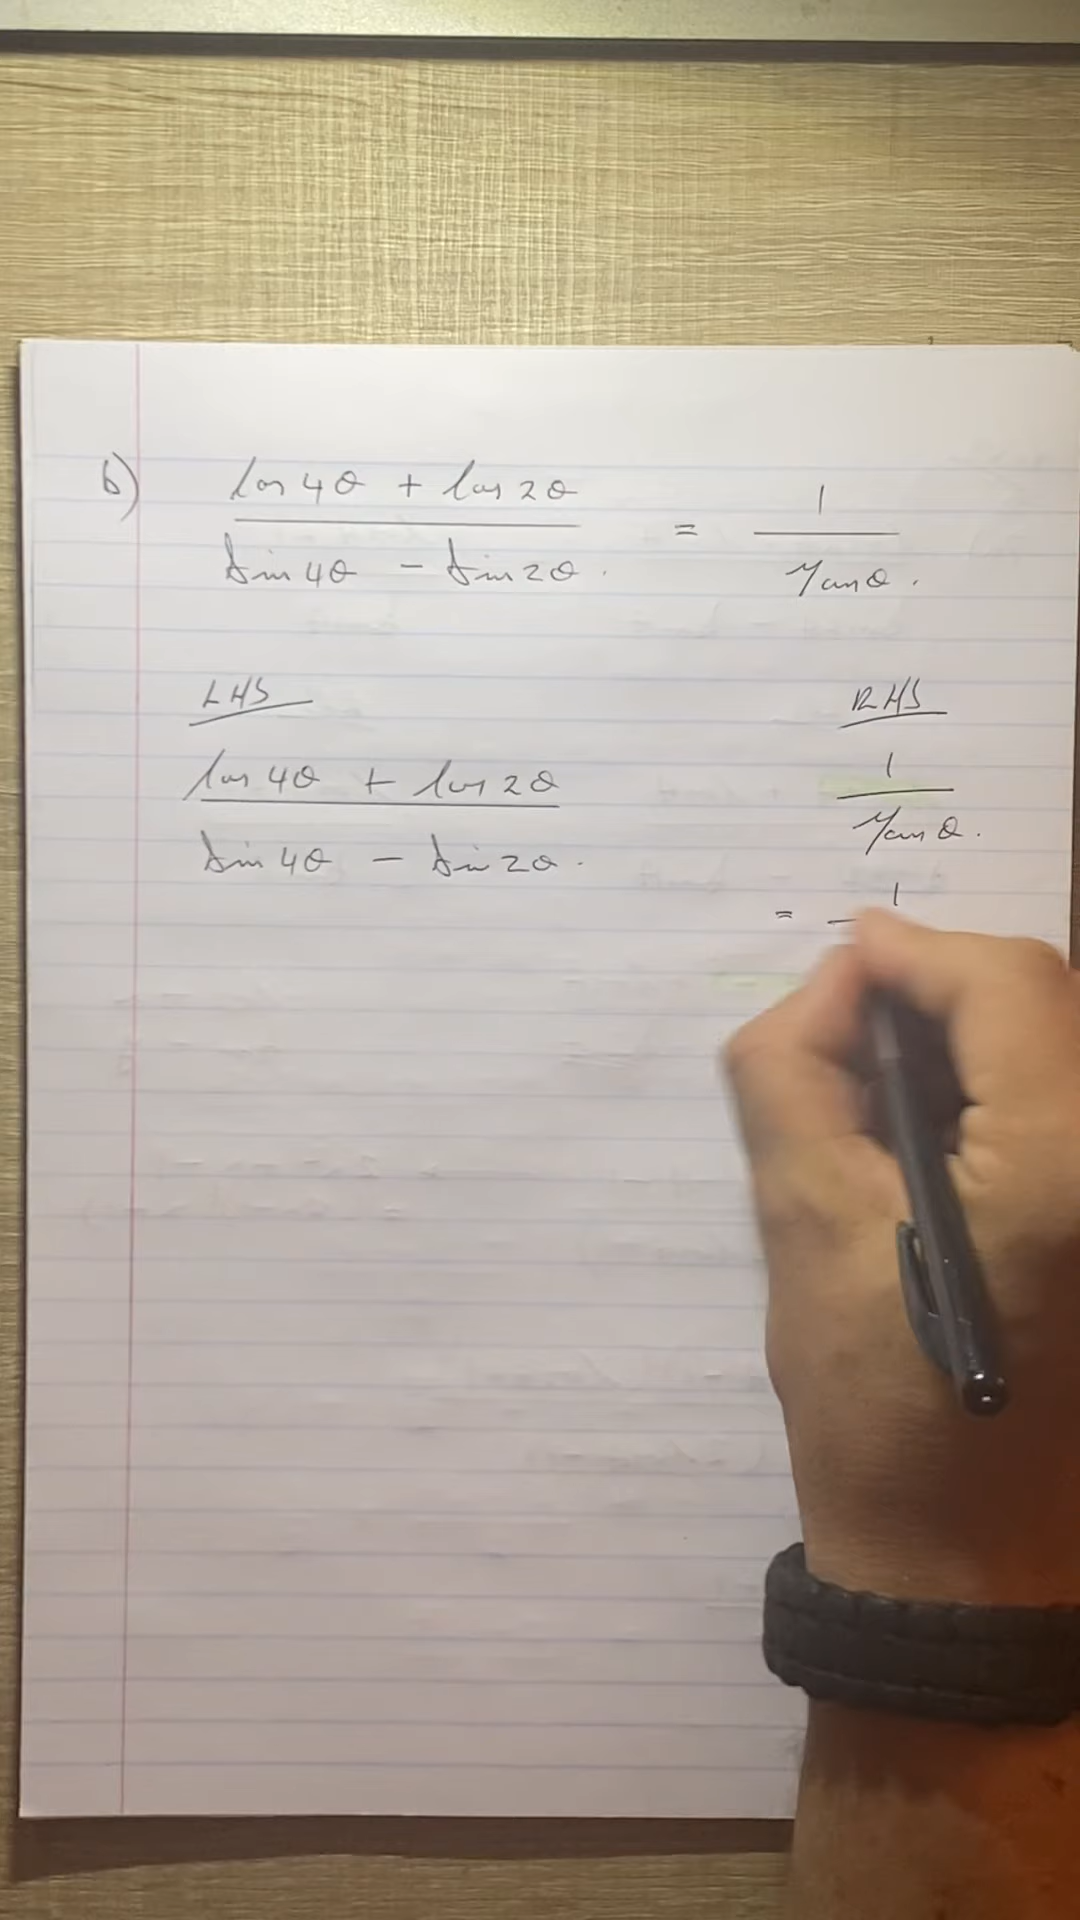 b) Cos 4θ + Cos 2θ / Sin 4θ - Sin 2θ . = 1 / Tan θ .
LHS RHS
Cos 4θ + Cos 2θ / Sin 4θ - Sin 2θ . 1 / Tan θ .
= 1